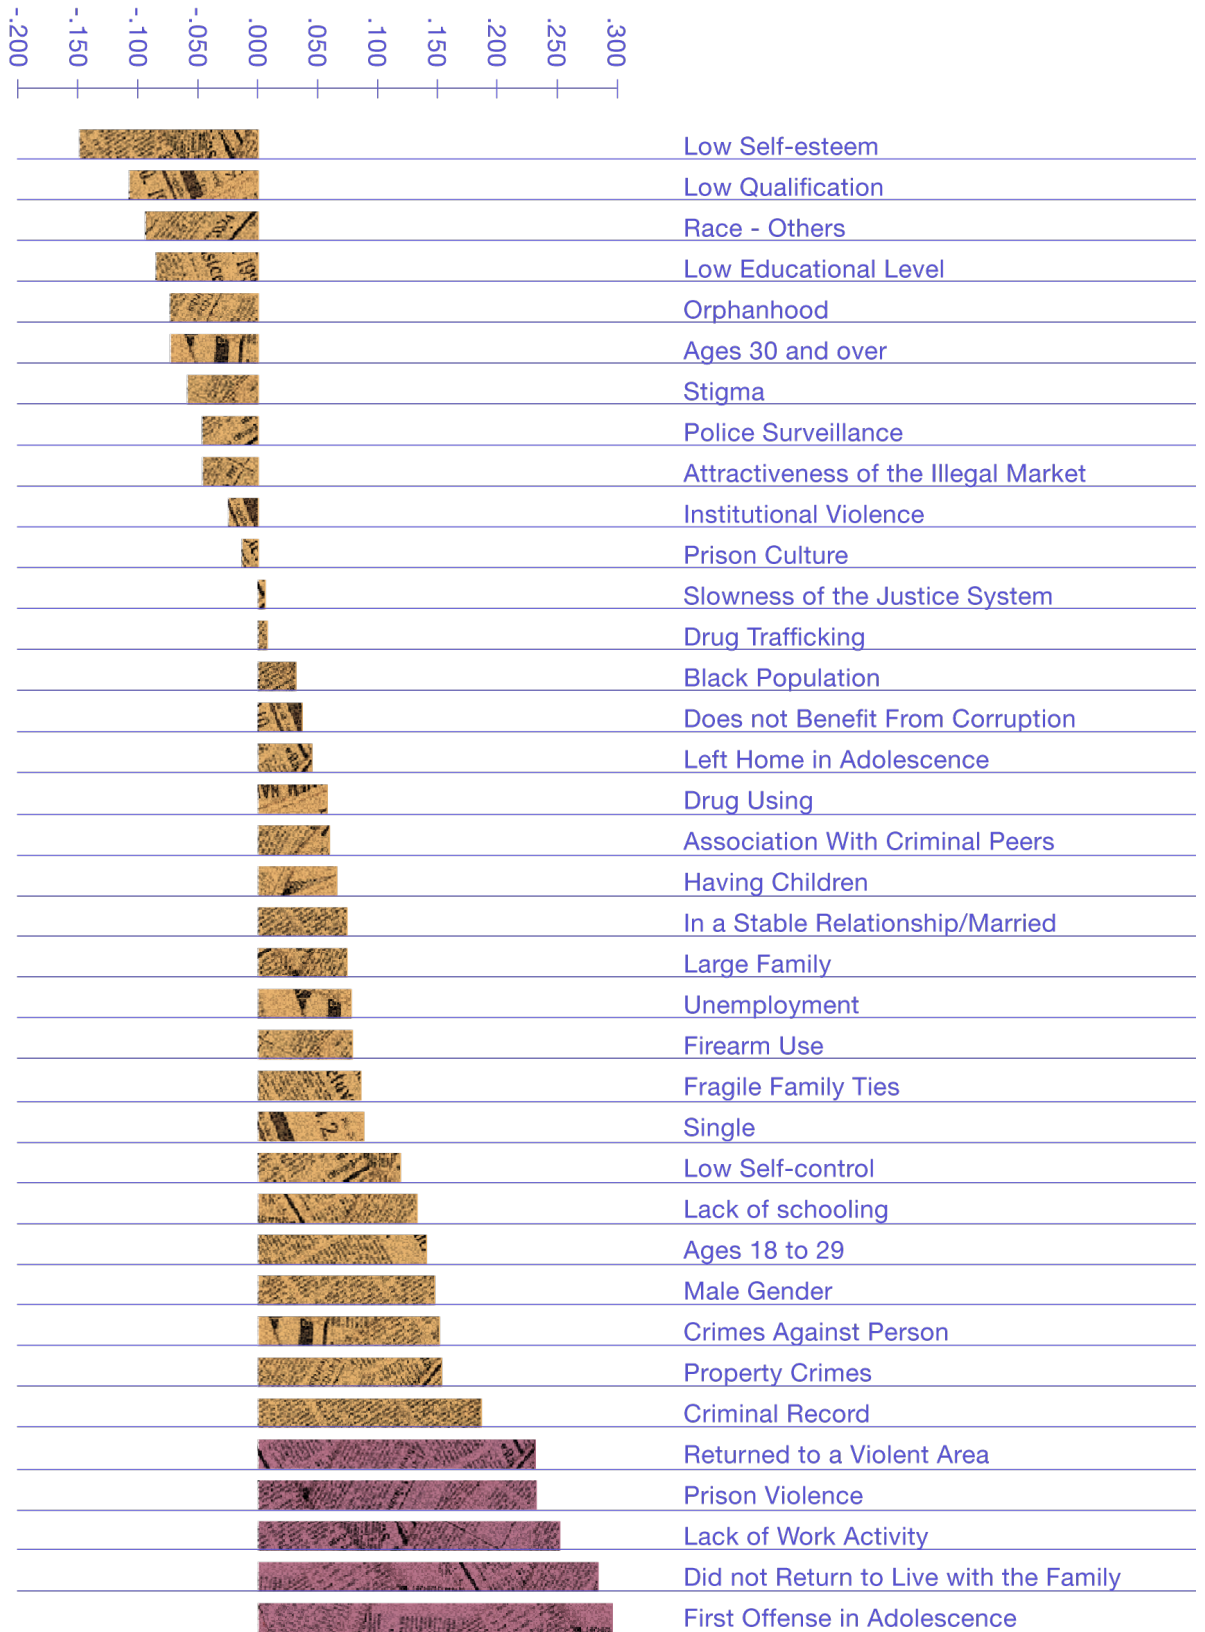 -.200
-.150
-.100
-.050
.000
.050
.100
.150
.200
.250
.300
Low Self-esteem
Low Qualification
Race - Others
Low Educational Level
Orphanhood
Ages 30 and over
Stigma
Police Surveillance
Attractiveness of the Illegal Market
Institutional Violence
Prison Culture
Slowness of the Justice System
Drug Trafficking
Black Population
Does not Benefit From Corruption
Left Home in Adolescence
Drug Using
Association With Criminal Peers
Having Children
In a Stable Relationship/Married
Large Family
Unemployment
Firearm Use
Fragile Family Ties
Single
Low Self-control
Lack of schooling
Ages 18 to 29
Male Gender
Crimes Against Person
Property Crimes
Criminal Record
Returned to a Violent Area
Prison Violence
Lack of Work Activity
Did not Return to Live with the Family
First Offense in Adolescence